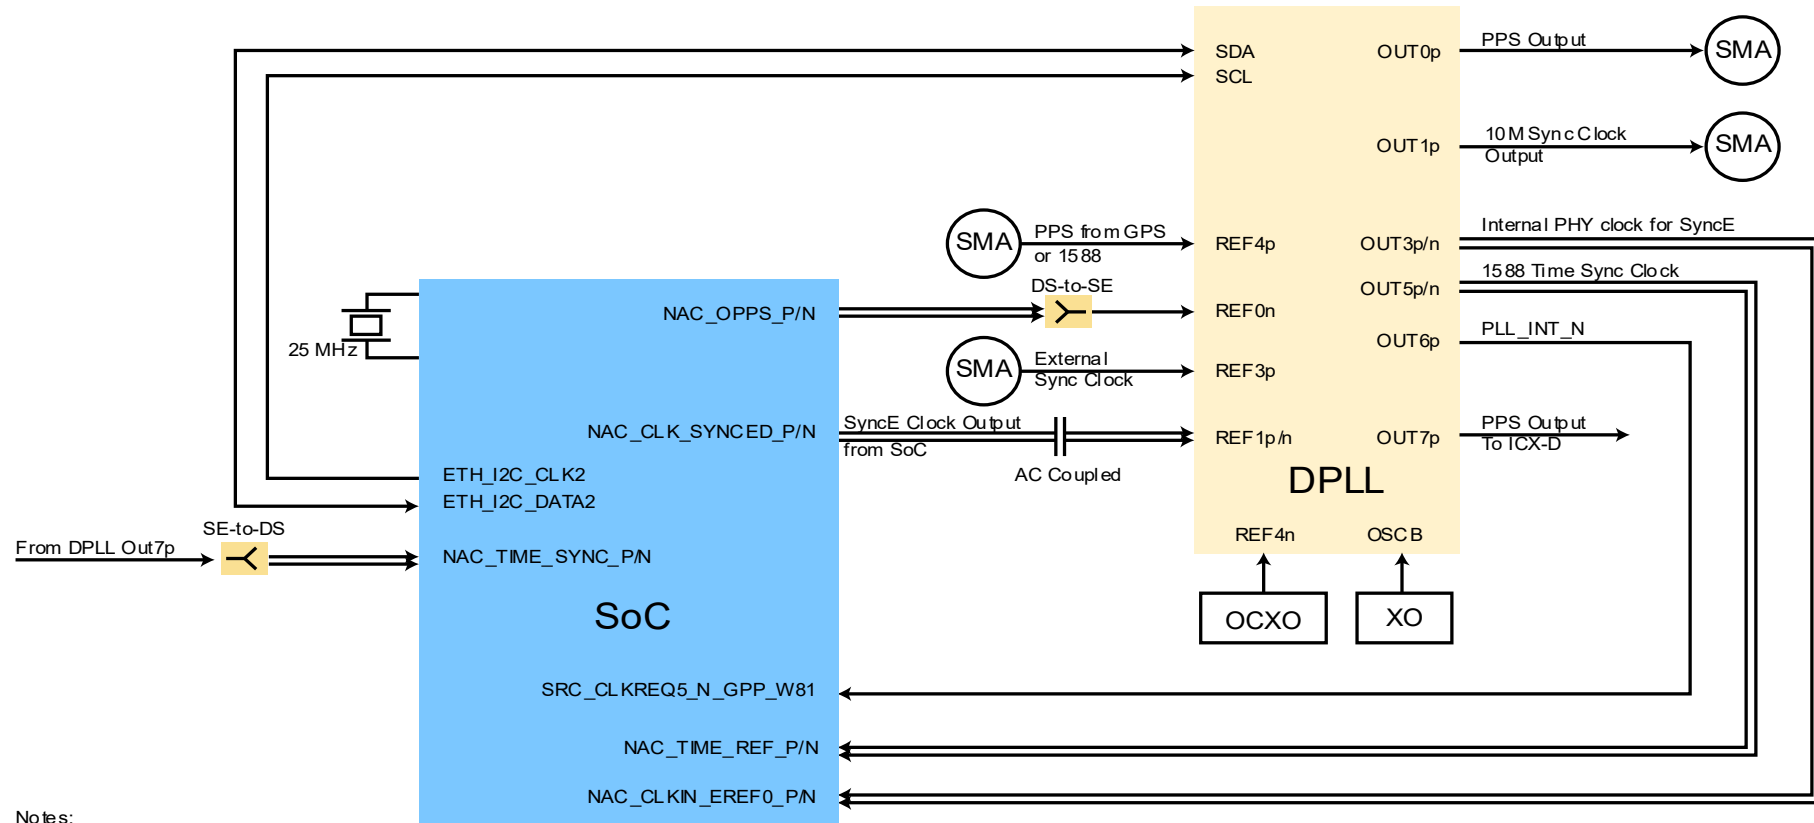 SDA
OUT0p
PPS Output
SMA
SCL
OUT1p
10M Sync Clock
Output
SMA
SMA
PPS from GPS
or 1588
REF4p
OUT3p/n
Internal PHY clock for SyncE
1588 Time Sync Clock
OUT5p/n
DS-to-SE
NAC_OPPS_P/N
REF0n
OUT6p
PLL_INT_N
25 MHz
SMA
External
Sync Clock
REF3p
NAC_CLK_SYNCED_P/N
SyncE Clock Output
from SoC
AC Coupled
REF1p/n
OUT7p
PPS Output
To ICX-D
DPLL
ETH_I2C_CLK2
ETH_I2C_DATA2
SE-to-DS
From DPLL Out7p
NAC_TIME_SYNC_P/N
REF4n
OSCB
OCXO
XO
SoC
SRC_CLKREQ5_N_GPP_W81
NAC_TIME_REF_P/N
NAC_CLKIN_EREF0_P/N
Notes: